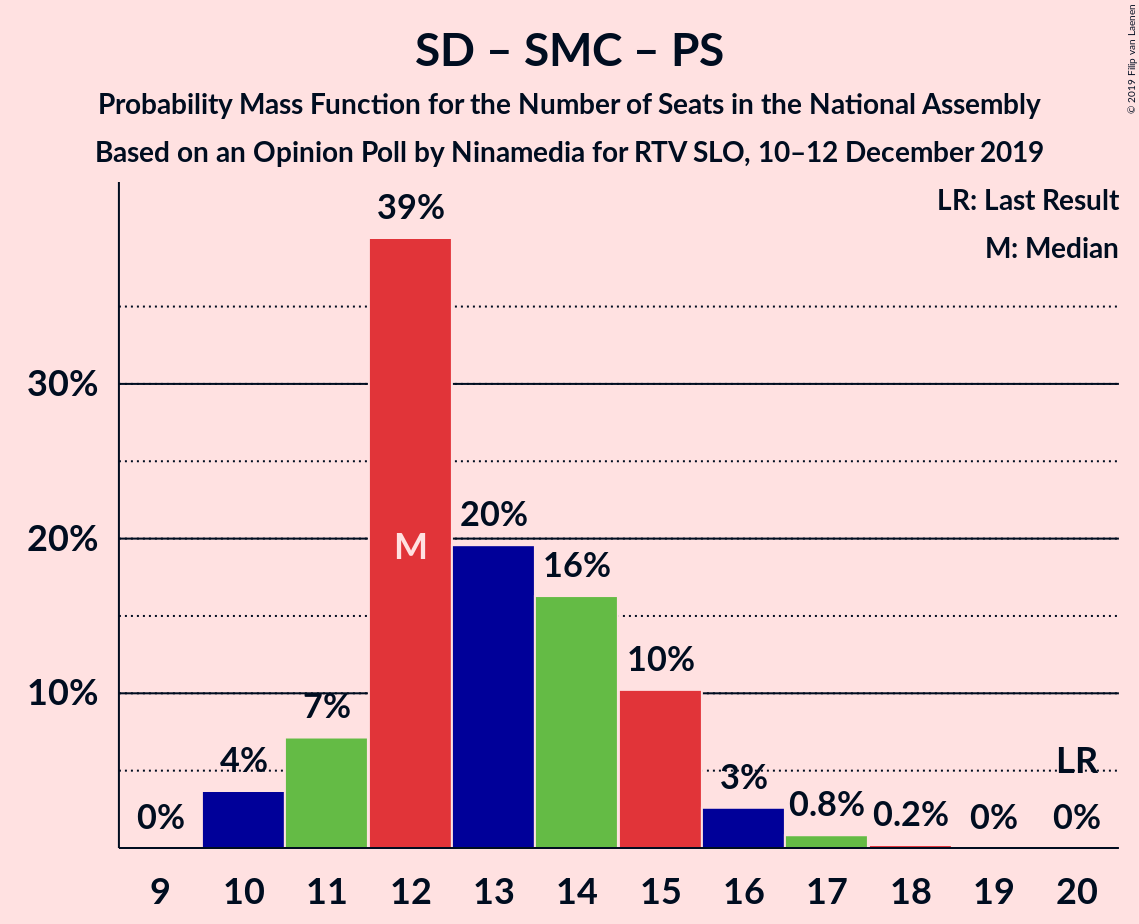 SD – SMC – PS
Probability Mass Function for the Number of Seats in the National Assembly
Based on an Opinion Poll by Ninamedia for RTV SLO, 10–12 December 2019
© 2019 Filip van Laenen
LR: Last Result
M: Median
39%
30%
20%
M
20%
16%
10%
10%
7%
4%
3%
LR
0%
0.8%
0.2%
0%
0%
9 10 11 12 13 14 15 16 17 18 19 20